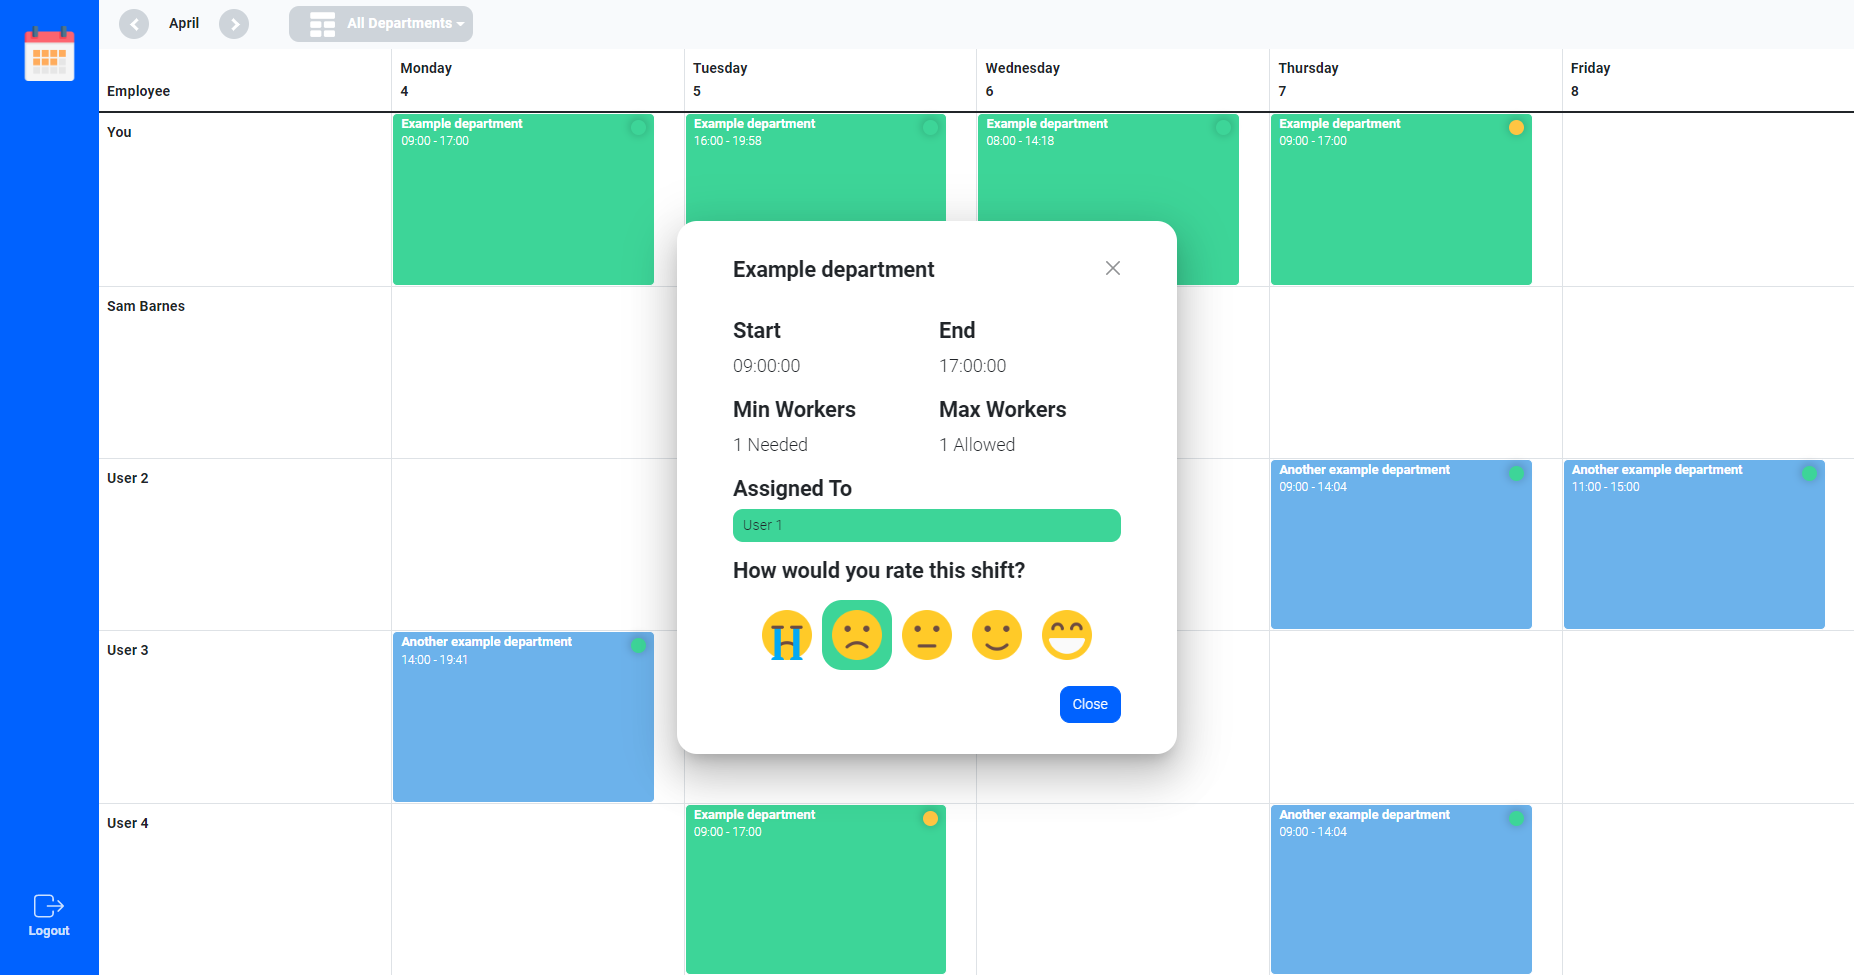 April
All Departments
Employee
Monday
4
Tuesday
5
Wednesday
6
Thursday
7
Friday
8
You
Example department
09:00 - 17:00
Example department
16:00 - 19:58
Example department
08:00 - 14:18
Example department
09:00 - 17:00
Sam Barnes
User 2
Another example department
09:00 - 14:04
Another example department
11:00 - 15:00
User 3
Another example department
14:00 - 19:41
User 4
Example department
09:00 - 17:00
Another example department
09:00 - 14:04
Example department
Start
End
09:00:00
17:00:00
Min Workers
Max Workers
1 Needed
1 Allowed
Assigned To
User 1
How would you rate this shift?
Close
Logout